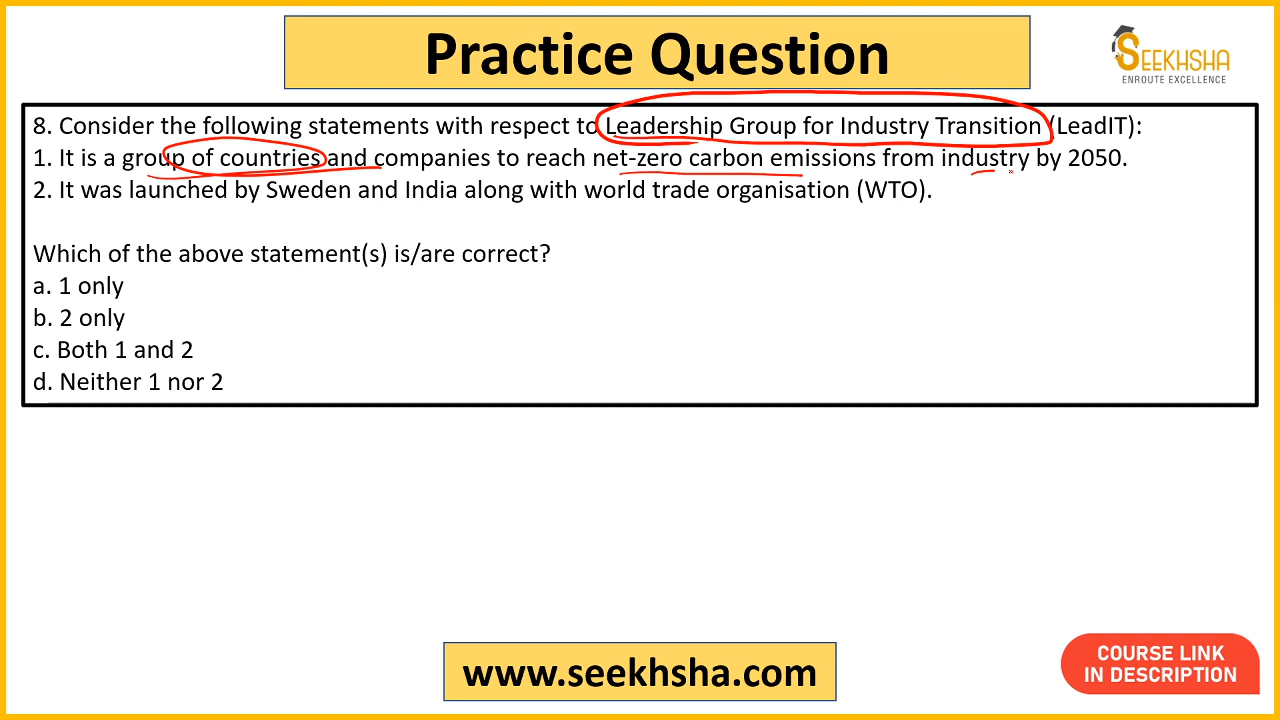 Practice Question
SEEKHSHA
ENROUTE EXCELLENCE
8. Consider the following statements with respect to Leadership Group for Industry Transition (LeadIT):
1. It is a group of countries and companies to reach net-zero carbon emissions from industry by 2050.
2. It was launched by Sweden and India along with world trade organisation (WTO).
Which of the above statement(s) is/are correct?
a. 1 only
b. 2 only
c. Both 1 and 2
d. Neither 1 nor 2
www.seekhsha.com
COURSE LINK
IN DESCRIPTION